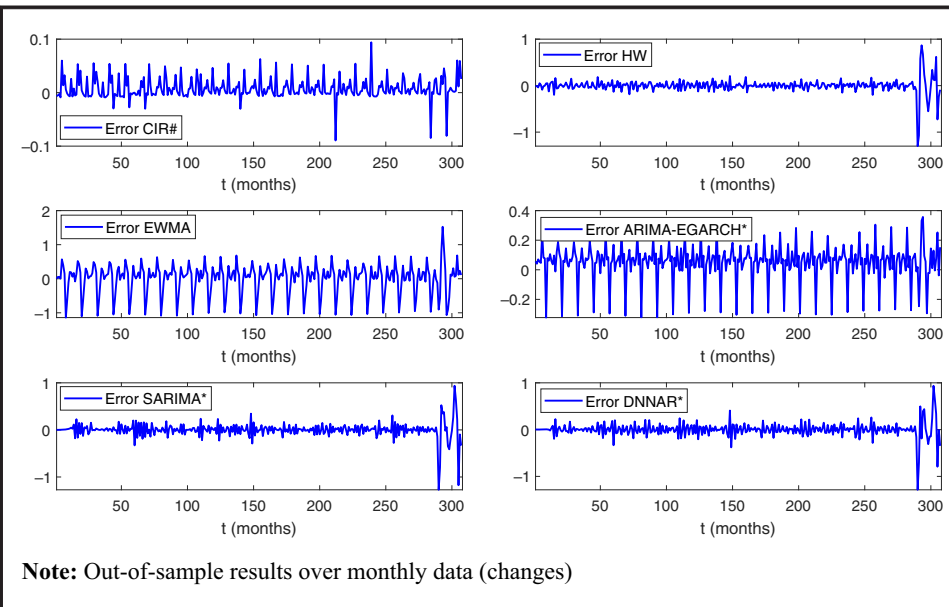 0.1
0
−0.1
Error CIR#
50 100 150 200 250 300
t (months)
1
0
−1
Error HW
50 100 150 200 250 300
t (months)
2
1
0
−1
Error EWMA
50 100 150 200 250 300
t (months)
0.4
0.2
0
−0.2
Error ARIMA-EGARCH*
50 100 150 200 250 300
t (months)
1
0
−1
Error SARIMA*
50 100 150 200 250 300
t (months)
1
0
−1
Error DNNAR*
50 100 150 200 250 300
t (months)
Note: Out-of-sample results over monthly data (changes)